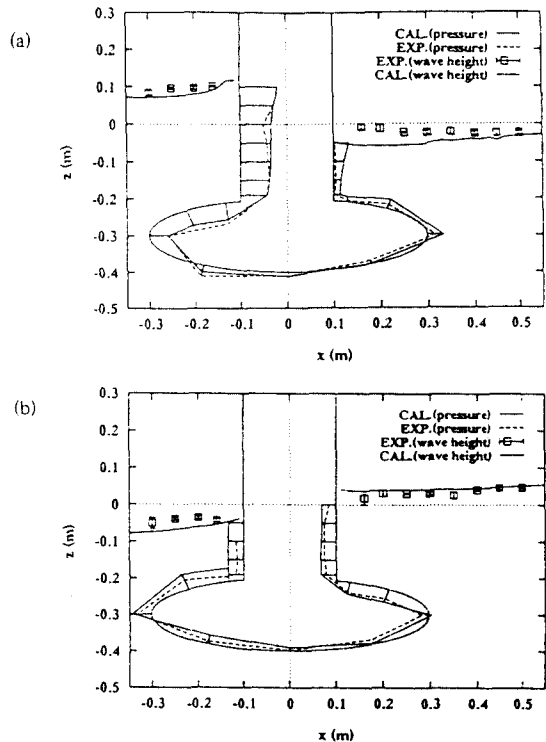 (a)
0.3
0.2
0.1
0
-0.1
-0.2
-0.3
-0.4
-0.5
z (m)
CAL.(pressure)
EXP.(pressure)
EXP.(wave height)
CAL.(wave height)
-0.3 -0.2 -0.1 0 0.1 0.2 0.3 0.4 0.5
x (m)
(b)
0.3
0.2
0.1
0
-0.1
-0.2
-0.3
-0.4
-0.5
z (m)
CAL.(pressure)
EXP.(pressure)
EXP.(wave height)
CAL.(wave height)
-0.3 -0.2 -0.1 0 0.1 0.2 0.3 0.4 0.5
x (m)